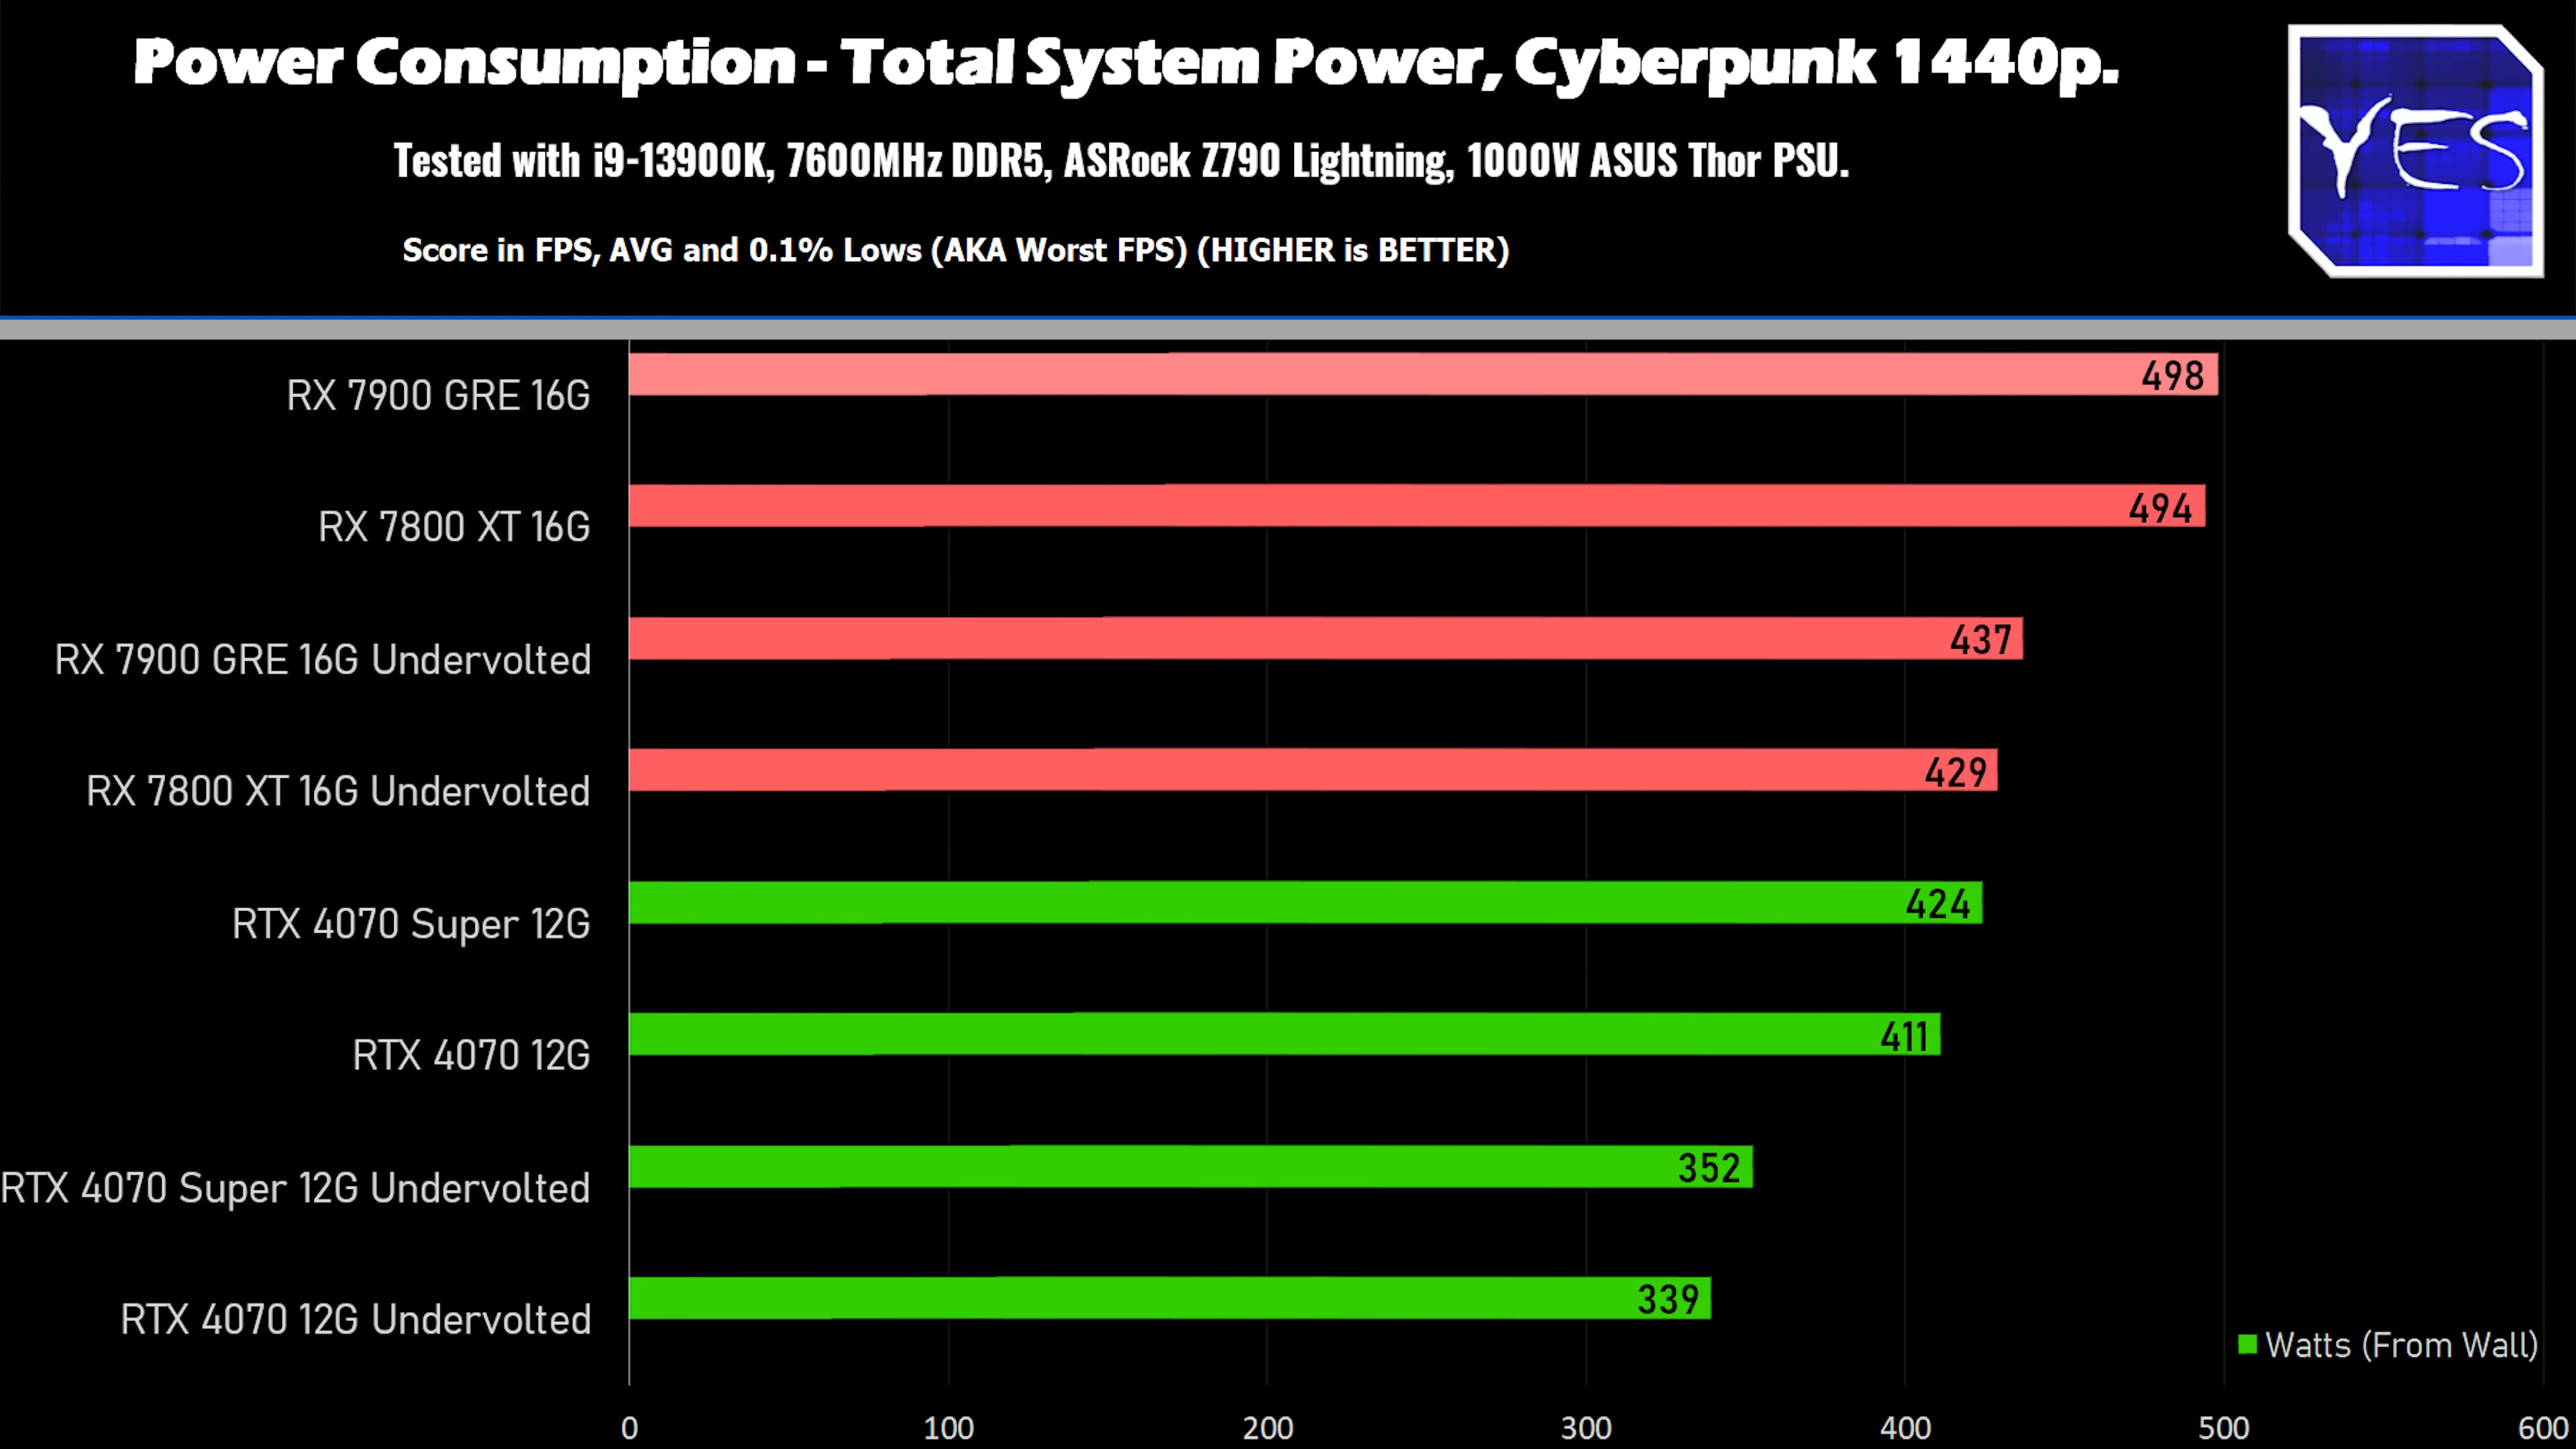 Power Consumption - Total System Power, Cyberpunk 1440p.
YES
Tested with i9-13900K, 7600MHz DDR5, ASRock Z790 Lightning, 1000W ASUS Thor PSU.
Score in FPS, AVG and 0.1% Lows (AKA Worst FPS) (HIGHER is BETTER)
RX 7900 GRE 16G 498
RX 7800 XT 16G 494
RX 7900 GRE 16G Undervolted 437
RX 7800 XT 16G Undervolted 429
RTX 4070 Super 12G 424
RTX 4070 12G 411
RTX 4070 Super 12G Undervolted 352
RTX 4070 12G Undervolted 339
Watts (From Wall)
0 100 200 300 400 500 600